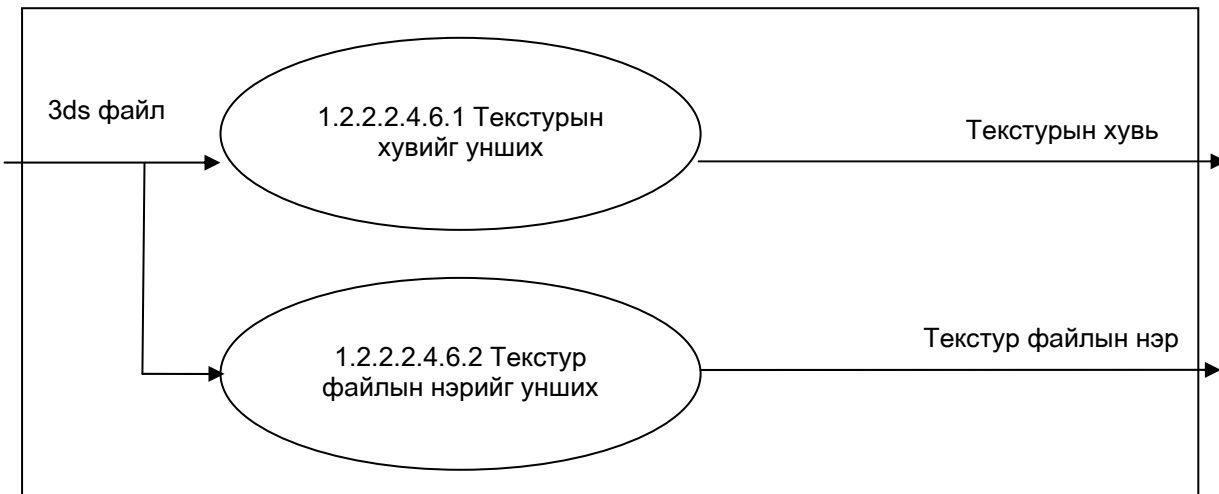 3ds файл
1.2.2.2.4.6.1 Текстурын
хувийг унших
Текстурын хувь
1.2.2.2.4.6.2 Текстур
файлын нэрийг унших
Текстур файлын нэр